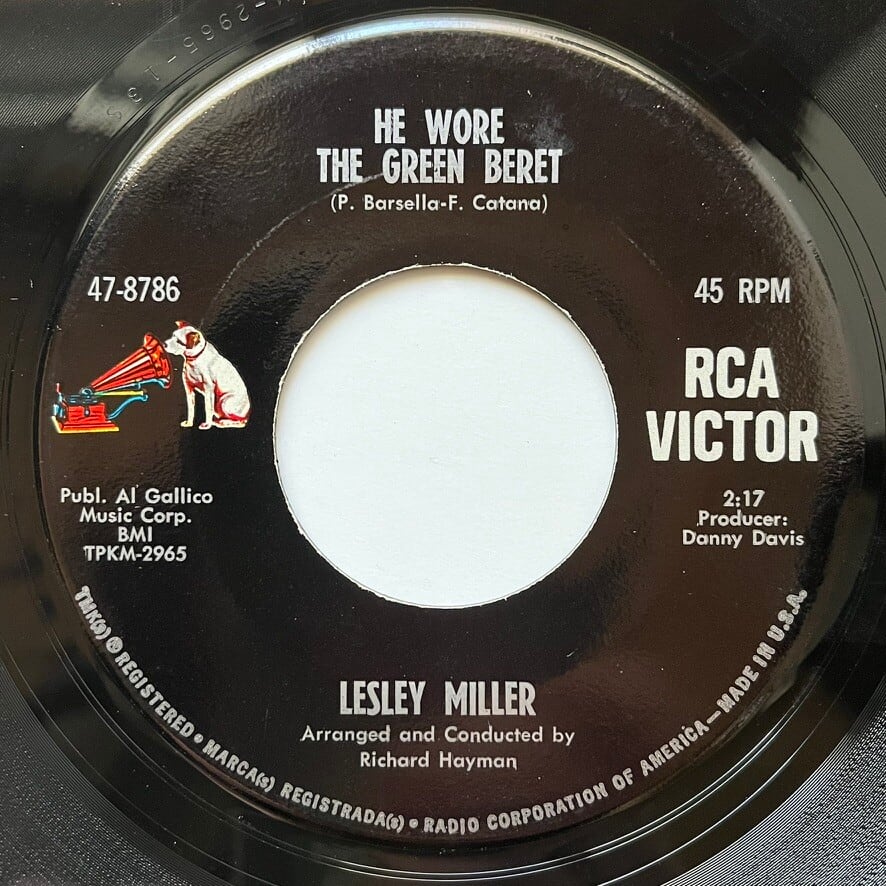 HE WORE
THE GREEN BERET
(P. Barsella-F. Catana)
47-8786
45 RPM
RCA
VICTOR
Publ. Al Gallico
Music Corp.
BMI
TPKM-2965
2:17
Producer:
Danny Davis
LESLEY MILLER
Arranged and Conducted by
Richard Hayman
TMK(s) ® REGISTERED • MARCA(s) REGISTRADA(s) • RADIO CORPORATION OF AMERICA—MADE IN U.S.A.